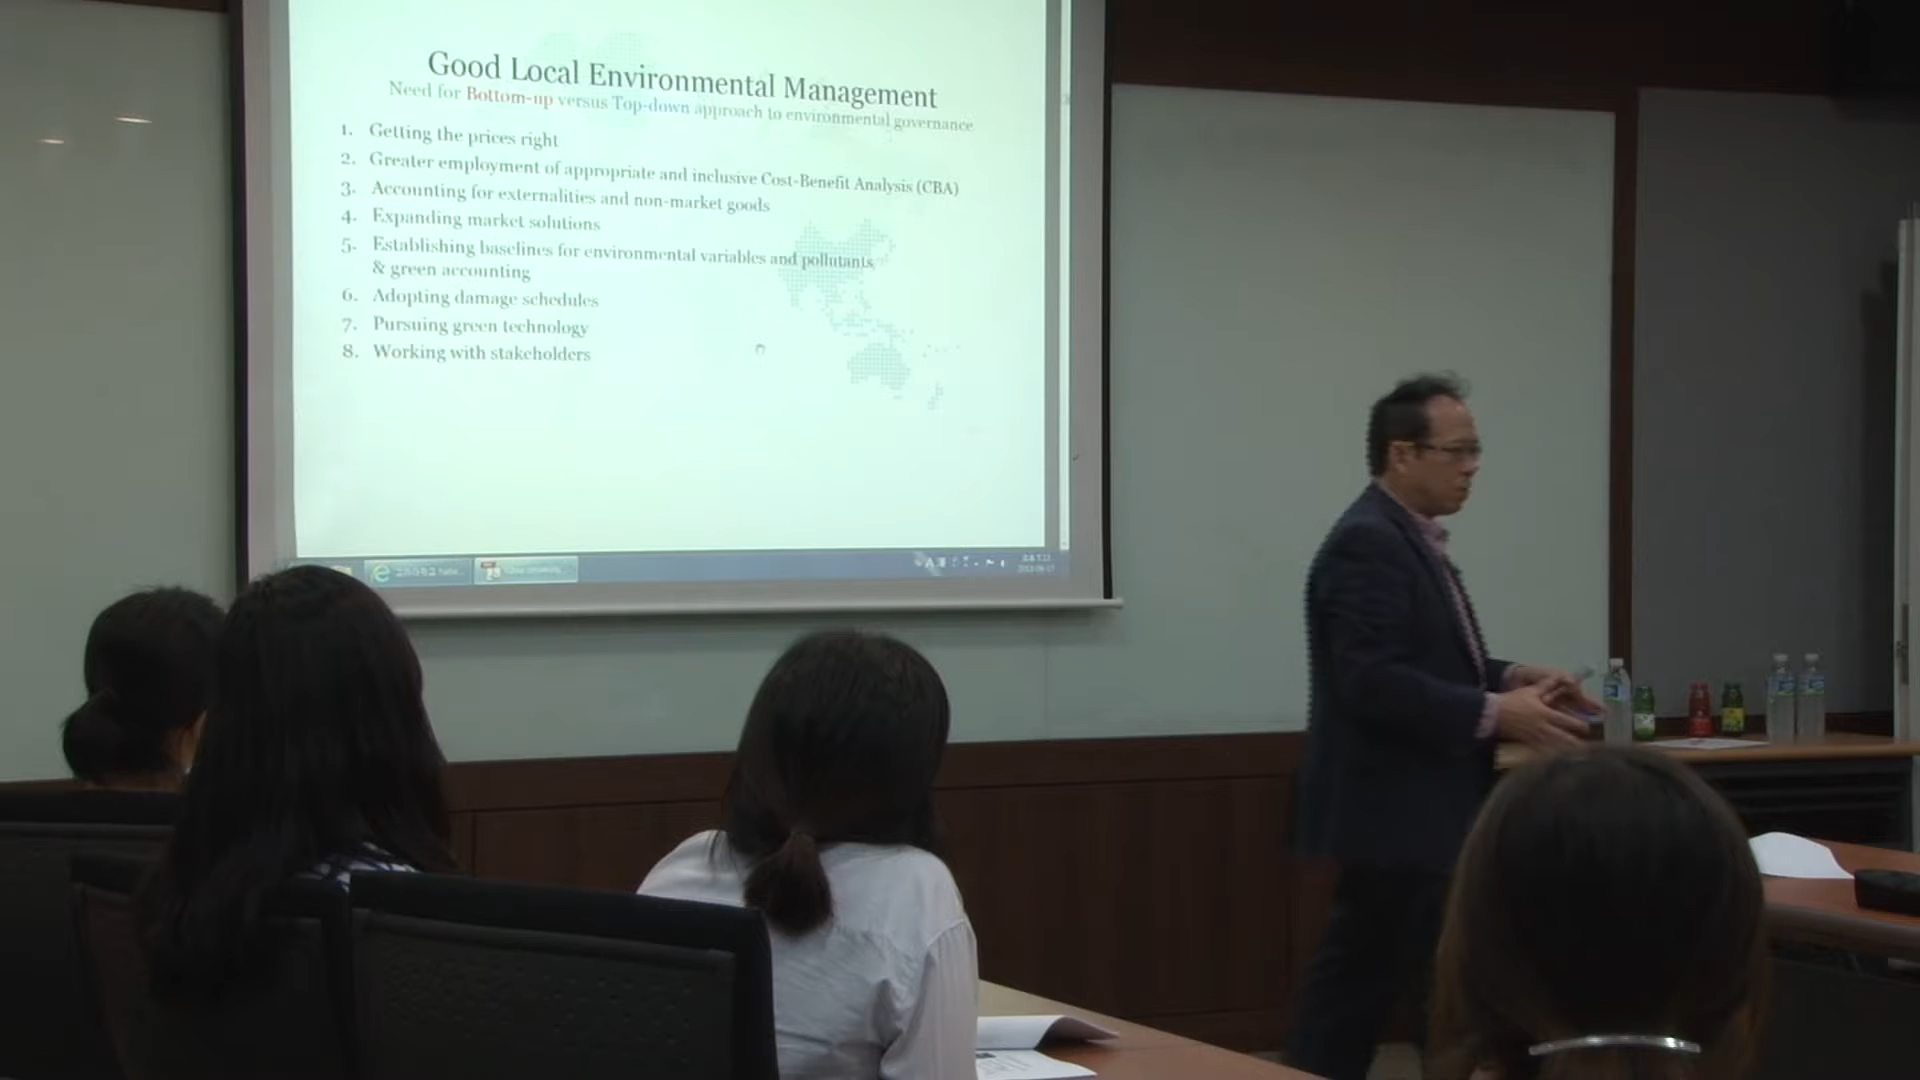 Good Local Environmental Management
Need for Bottom-up versus Top-down approach to environmental governance
1. Getting the prices right
2. Greater employment of appropriate and inclusive Cost-Benefit Analysis (CBA)
3. Accounting for externalities and non-market goods
4. Expanding market solutions
5. Establishing baselines for environmental variables and pollutants
& green accounting
6. Adopting damage schedules
7. Pursuing green technology
8. Working with stakeholders